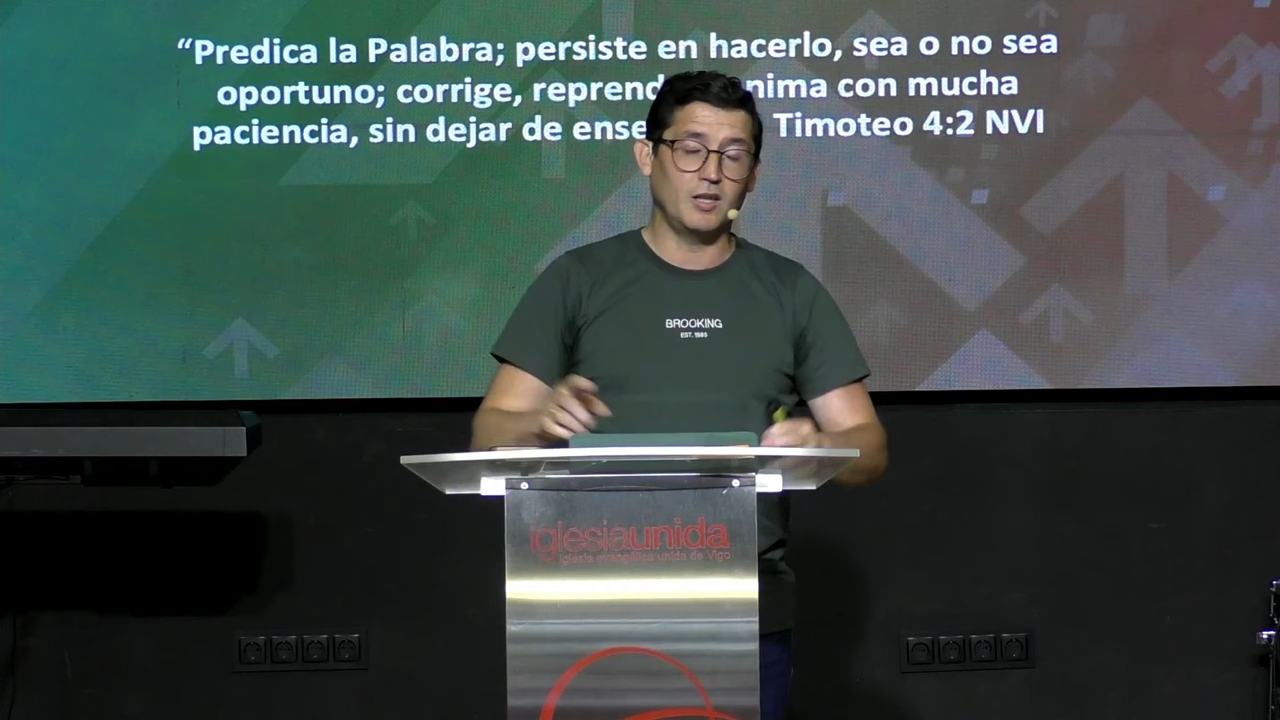 “Predica la Palabra; persiste en hacerlo, sea o no sea
oportuno; corrige, reprend nima con mucha
paciencia, sin dejar de ense Timoteo 4:2 NVI
BROOKING
EST. 1985
iglesiaunida
iglesia evangélica unida de Vigo